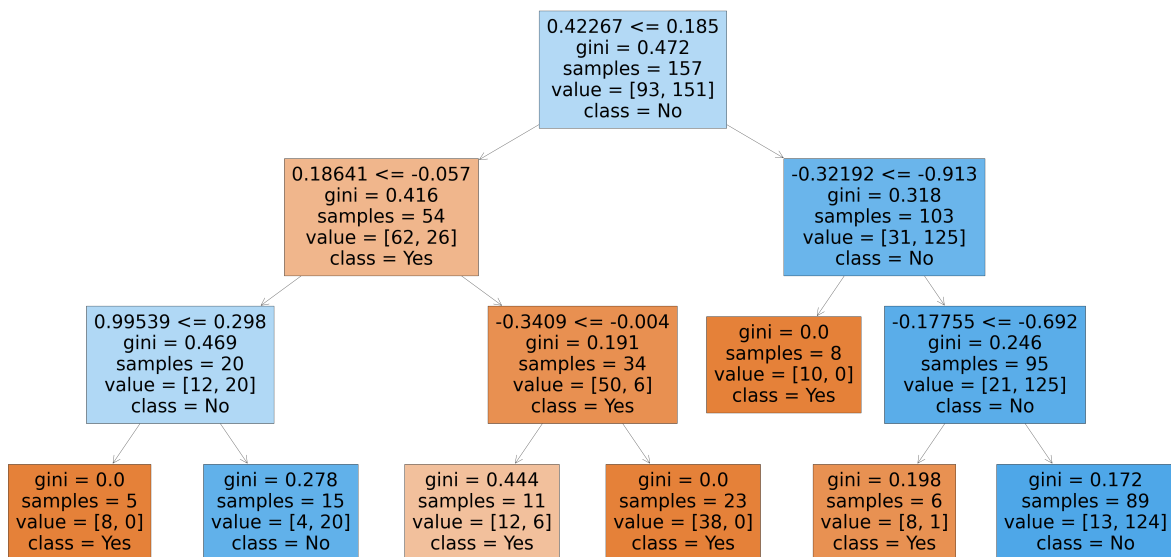 0.42267 <= 0.185
gini = 0.472
samples = 157
value = [93, 151]
class = No
0.18641 <= -0.057
gini = 0.416
samples = 54
value = [62, 26]
class = Yes
-0.32192 <= -0.913
gini = 0.318
samples = 103
value = [31, 125]
class = No
0.99539 <= 0.298
gini = 0.469
samples = 20
value = [12, 20]
class = No
-0.3409 <= -0.004
gini = 0.191
samples = 34
value = [50, 6]
class = Yes
gini = 0.0
samples = 8
value = [10, 0]
class = Yes
-0.17755 <= -0.692
gini = 0.246
samples = 95
value = [21, 125]
class = No
gini = 0.0
samples = 5
value = [8, 0]
class = Yes
gini = 0.278
samples = 15
value = [4, 20]
class = No
gini = 0.444
samples = 11
value = [12, 6]
class = Yes
gini = 0.0
samples = 23
value = [38, 0]
class = Yes
gini = 0.198
samples = 6
value = [8, 1]
class = Yes
gini = 0.172
samples = 89
value = [13, 124]
class = No